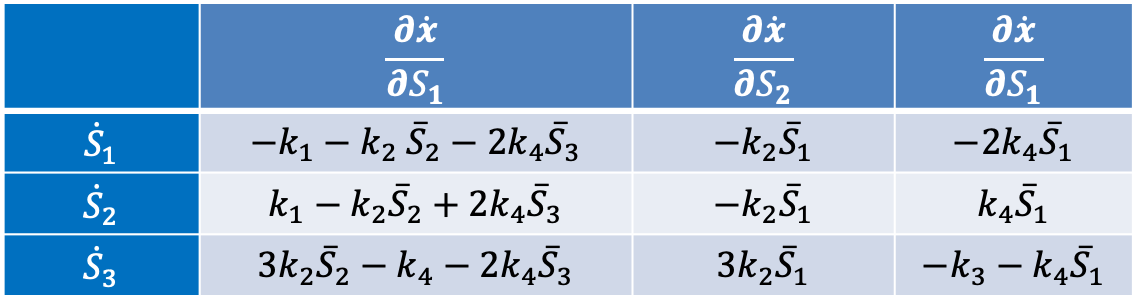 ∂ẋ/∂S₁ ∂ẋ/∂S₂ ∂ẋ/∂S₁
Ṡ₁ −k₁ − k₂ S̄₂ − 2k₄S̄₃ −k₂S̄₁ −2k₄S̄₁
Ṡ₂ k₁ − k₂S̄₂ + 2k₄S̄₃ −k₂S̄₁ k₄S̄₁
Ṡ₃ 3k₂S̄₂ − k₄ − 2k₄S̄₃ 3k₂S̄₁ −k₃ − k₄S̄₁